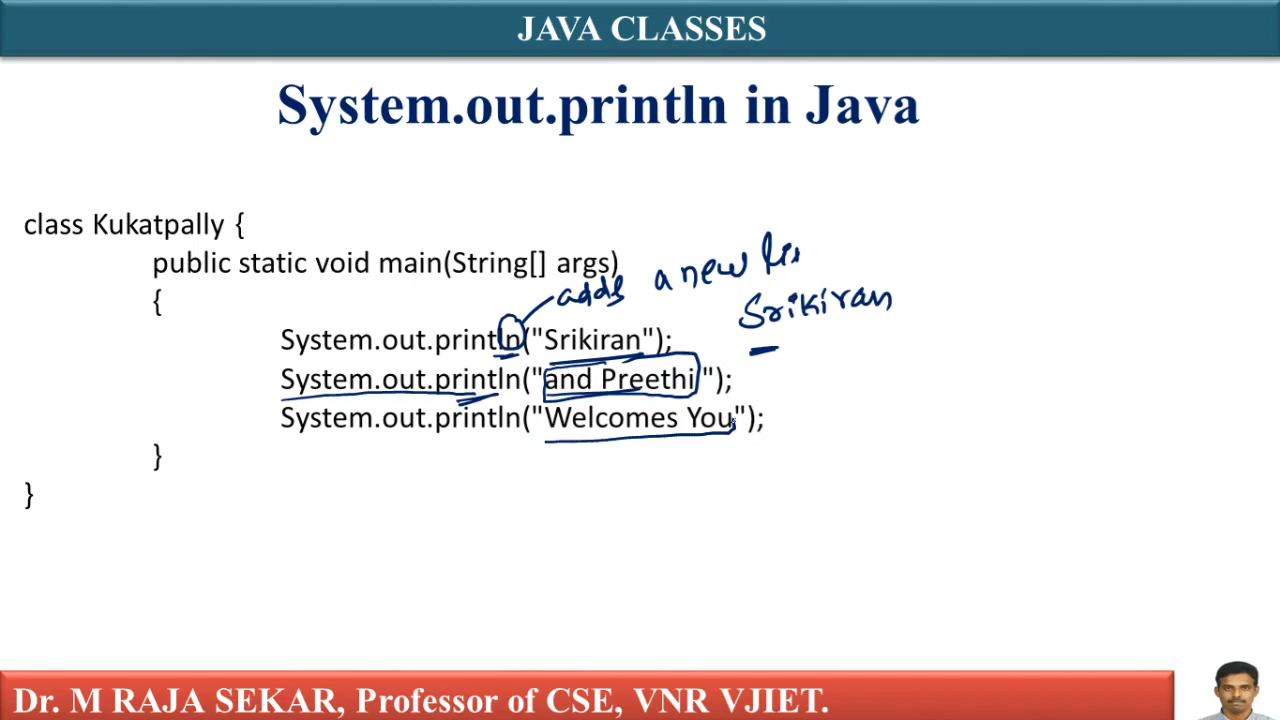 JAVA CLASSES
System.out.println in Java
class Kukatpally {
public static void main(String[] args)
{
adds a new
Srikiran
System.out.println("Srikiran");
System.out.println("and Preethi ");
System.out.println("Welcomes You");
}
}
Dr. M RAJA SEKAR, Professor of CSE, VNR VJIET.